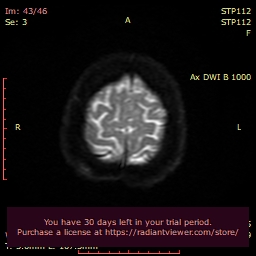 Im: 43/46
Se: 3
A
STP112
STP112
F
Ax DWI B 1000
R
L
You have 30 days left in your trial period.
Purchase a license at https://radiantviewer.com/store/